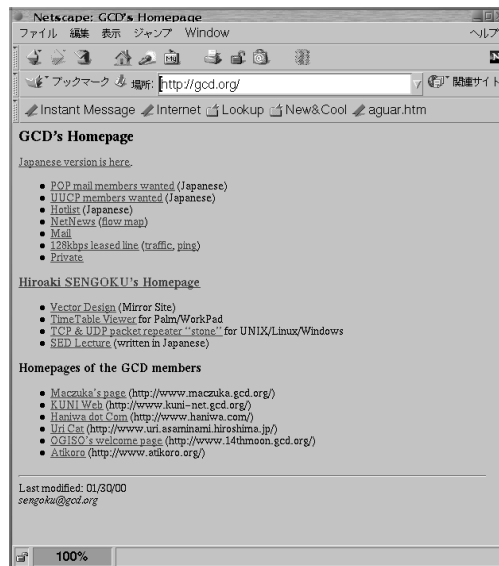 Netscape: GCD's Homepage
ファイル 編集 表示 ジャンプ Window ヘルプ
ブックマーク 場所: http://gcd.org/ 関連サイト
Instant Message Internet Lookup New&Cool aguar.htm
GCD's Homepage
Japanese version is here.
POP mail members wanted (Japanese)
UUCP members wanted (Japanese)
Hotlist (Japanese)
NetNews (flow map)
Mail
128kbps leased line (traffic, ping)
Private
Hiroaki SENGOKU's Homepage
Vector Design (Mirror Site)
TimeTable Viewer for Palm/WorkPad
TCP & UDP packet repeater "stone" for UNIX/Linux/Windows
SED Lecture (written in Japanese)
Homepages of the GCD members
Maczuka's page (http://www.maczuka.gcd.org/)
KUNI Web (http://www.kuni-net.gcd.org/)
Haniwa dot Com (http://www.haniwa.com/)
Uri Cat (http://www.uri.asaminami.hiroshima.jp/)
OGISO's welcome page (http://www.14thmoon.gcd.org/)
Atikoro (http://www.atikoro.org/)
Last modified: 01/30/00
sengoku@gcd.org
100%